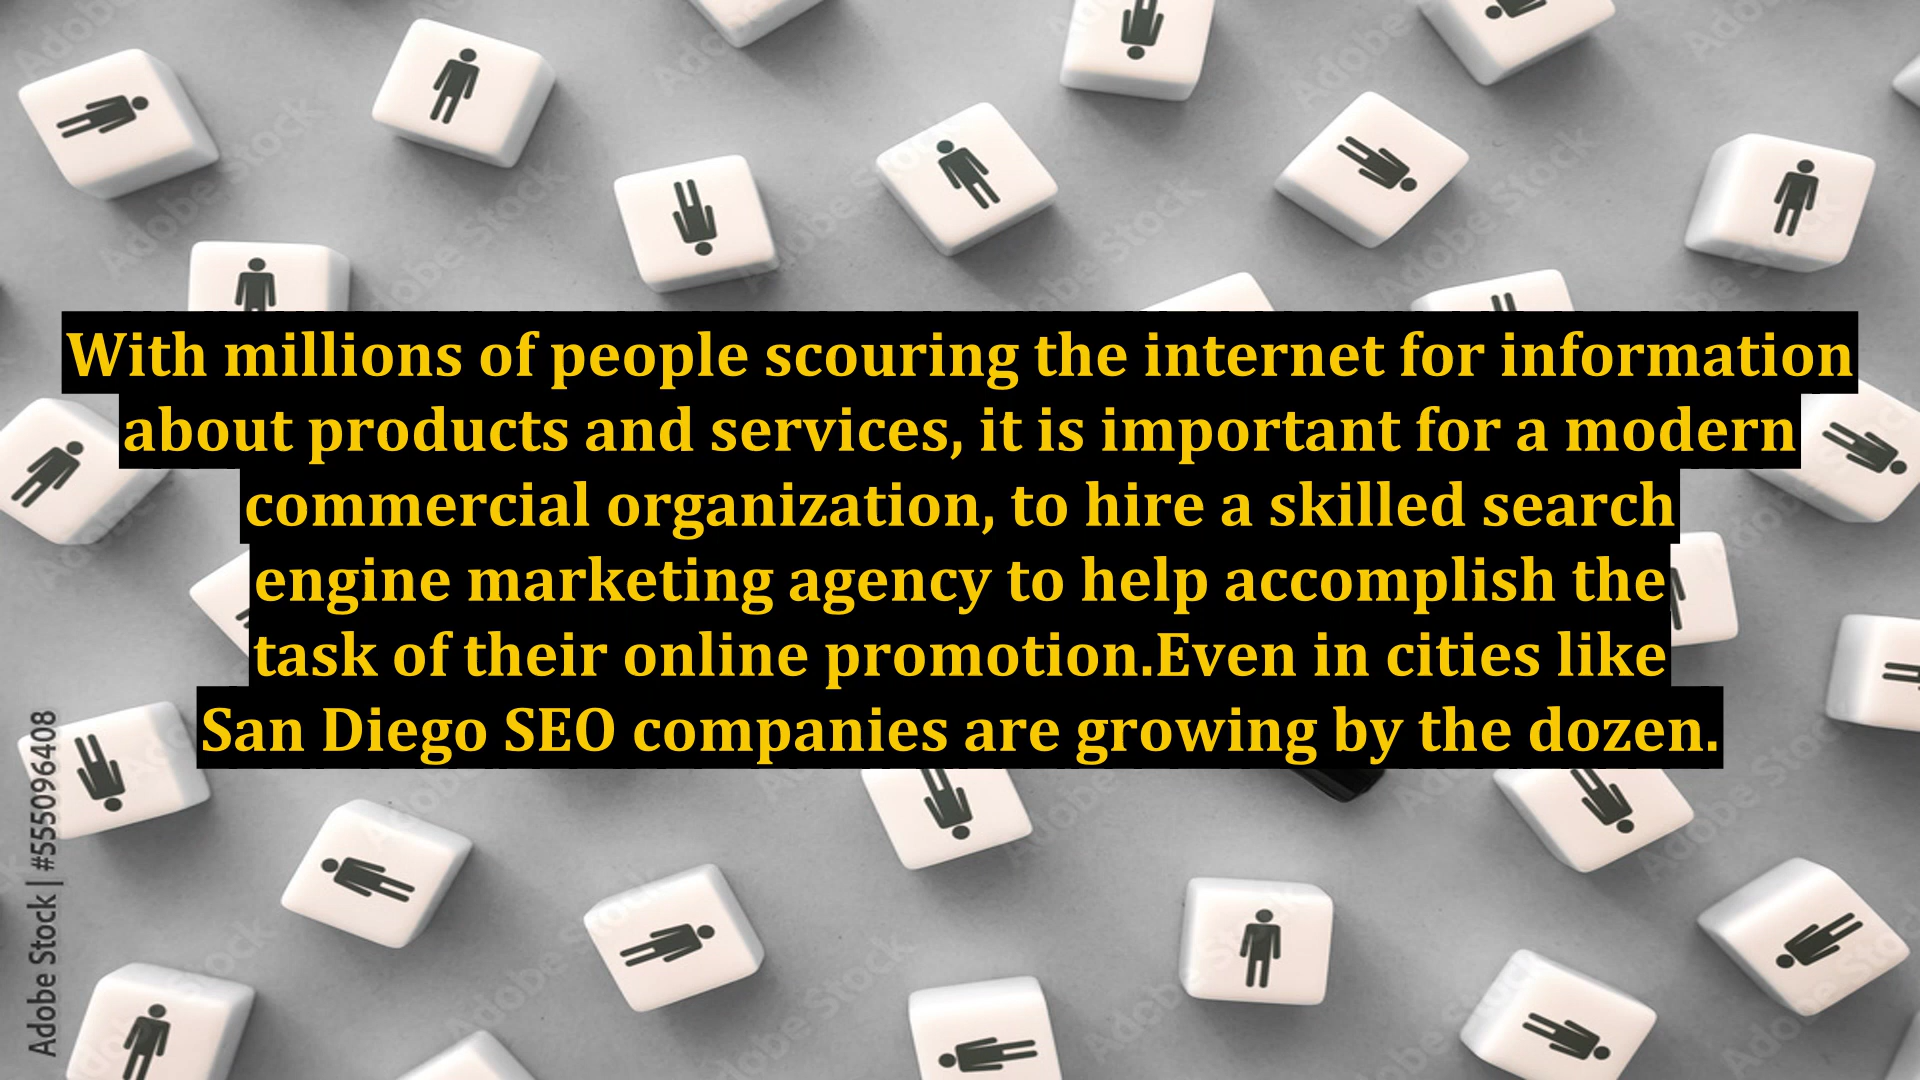 With millions of people scouring the internet for information
about products and services, it is important for a modern
commercial organization, to hire a skilled search
engine marketing agency to help accomplish the
task of their online promotion.Even in cities like
San Diego SEO companies are growing by the dozen.
Adobe Stock | #555096408